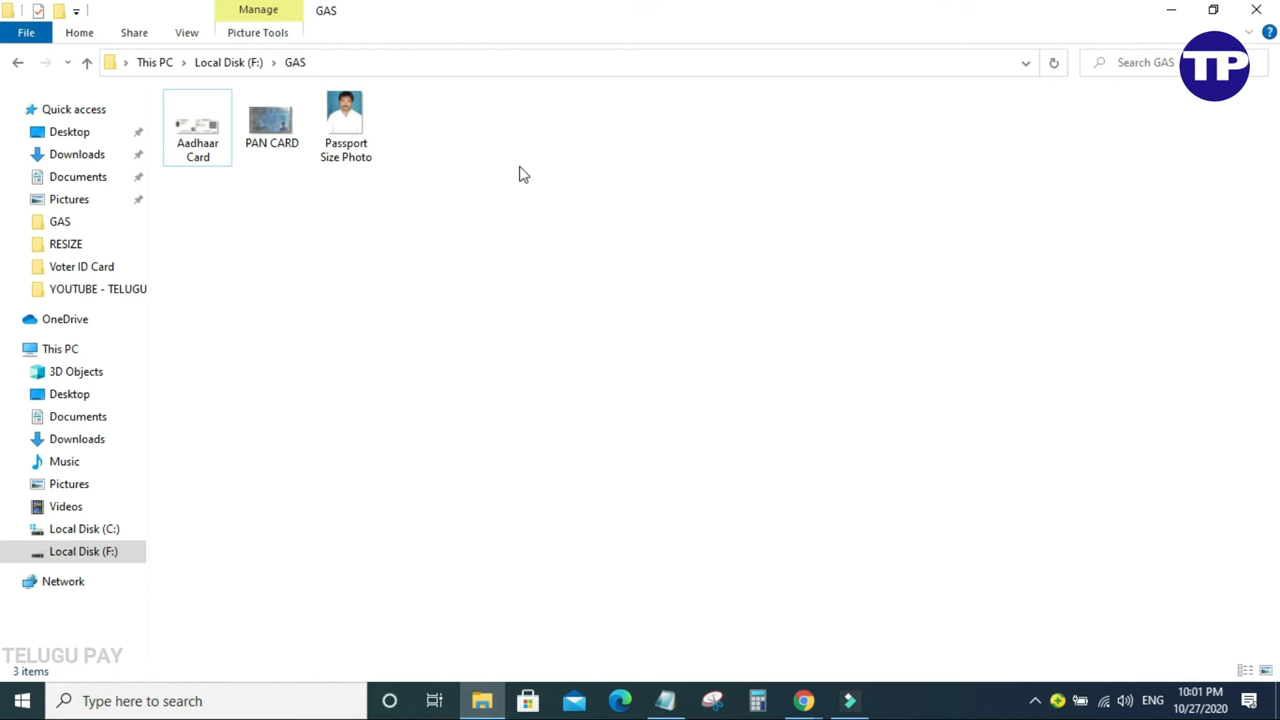 Manage
GAS
File
Home
Share
View
Picture Tools
This PC
Local Disk (F:)
GAS
Search GAS
TP
Quick access
Desktop
Downloads
Documents
Pictures
GAS
RESIZE
Voter ID Card
YOUTUBE - TELUGU
OneDrive
This PC
3D Objects
Desktop
Documents
Downloads
Music
Pictures
Videos
Local Disk (C:)
Local Disk (F:)
Network
Aadhaar
Card
PAN CARD
Passport
Size Photo
TELUGU PAY
3 items
Type here to search
ENG
10:01 PM
10/27/2020